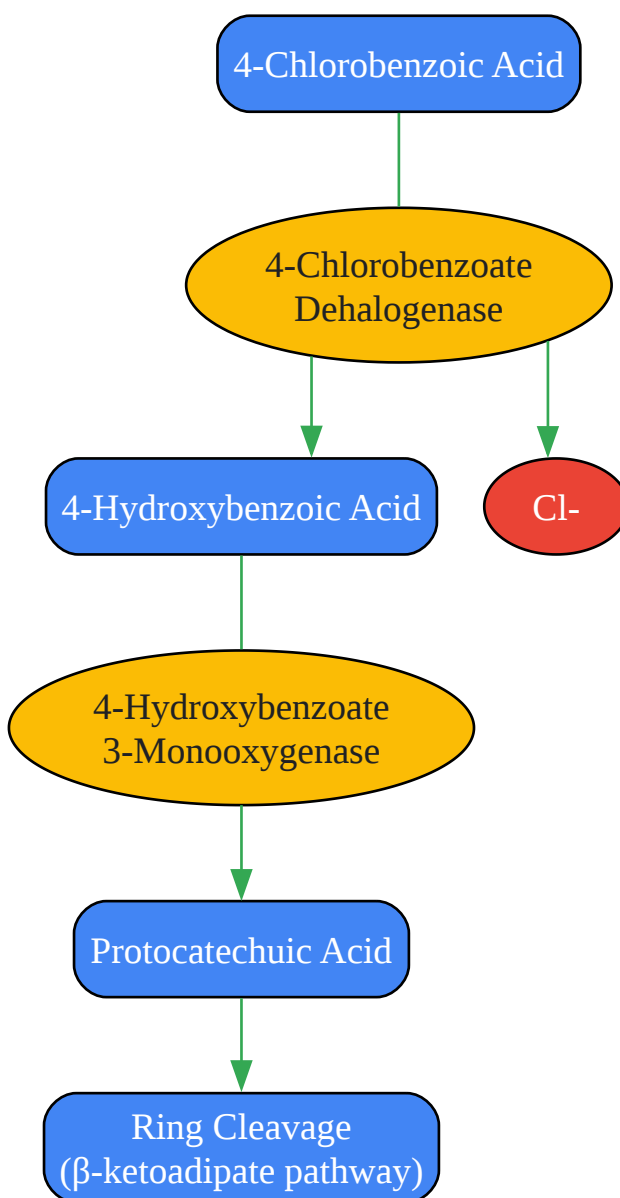 4-Chlorobenzoic Acid
4-Chlorobenzoate
Dehalogenase
4-Hydroxybenzoic Acid
Cl-
4-Hydroxybenzoate
3-Monooxygenase
Protocatechuic Acid
Ring Cleavage
(β-ketoadipate pathway)